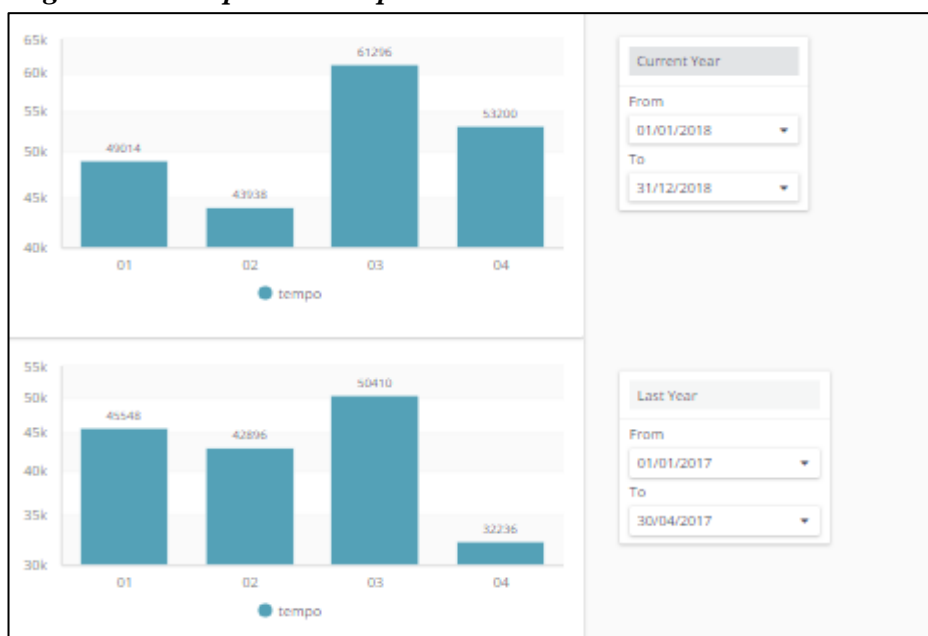 65k
60k
55k
50k
45k
40k
49014
43938
61296
53200
01 02 03 04
tempo
Current Year
From
01/01/2018
To
31/12/2018
55k
50k
45k
40k
35k
30k
45548
42896
50410
32236
01 02 03 04
tempo
Last Year
From
01/01/2017
To
30/04/2017